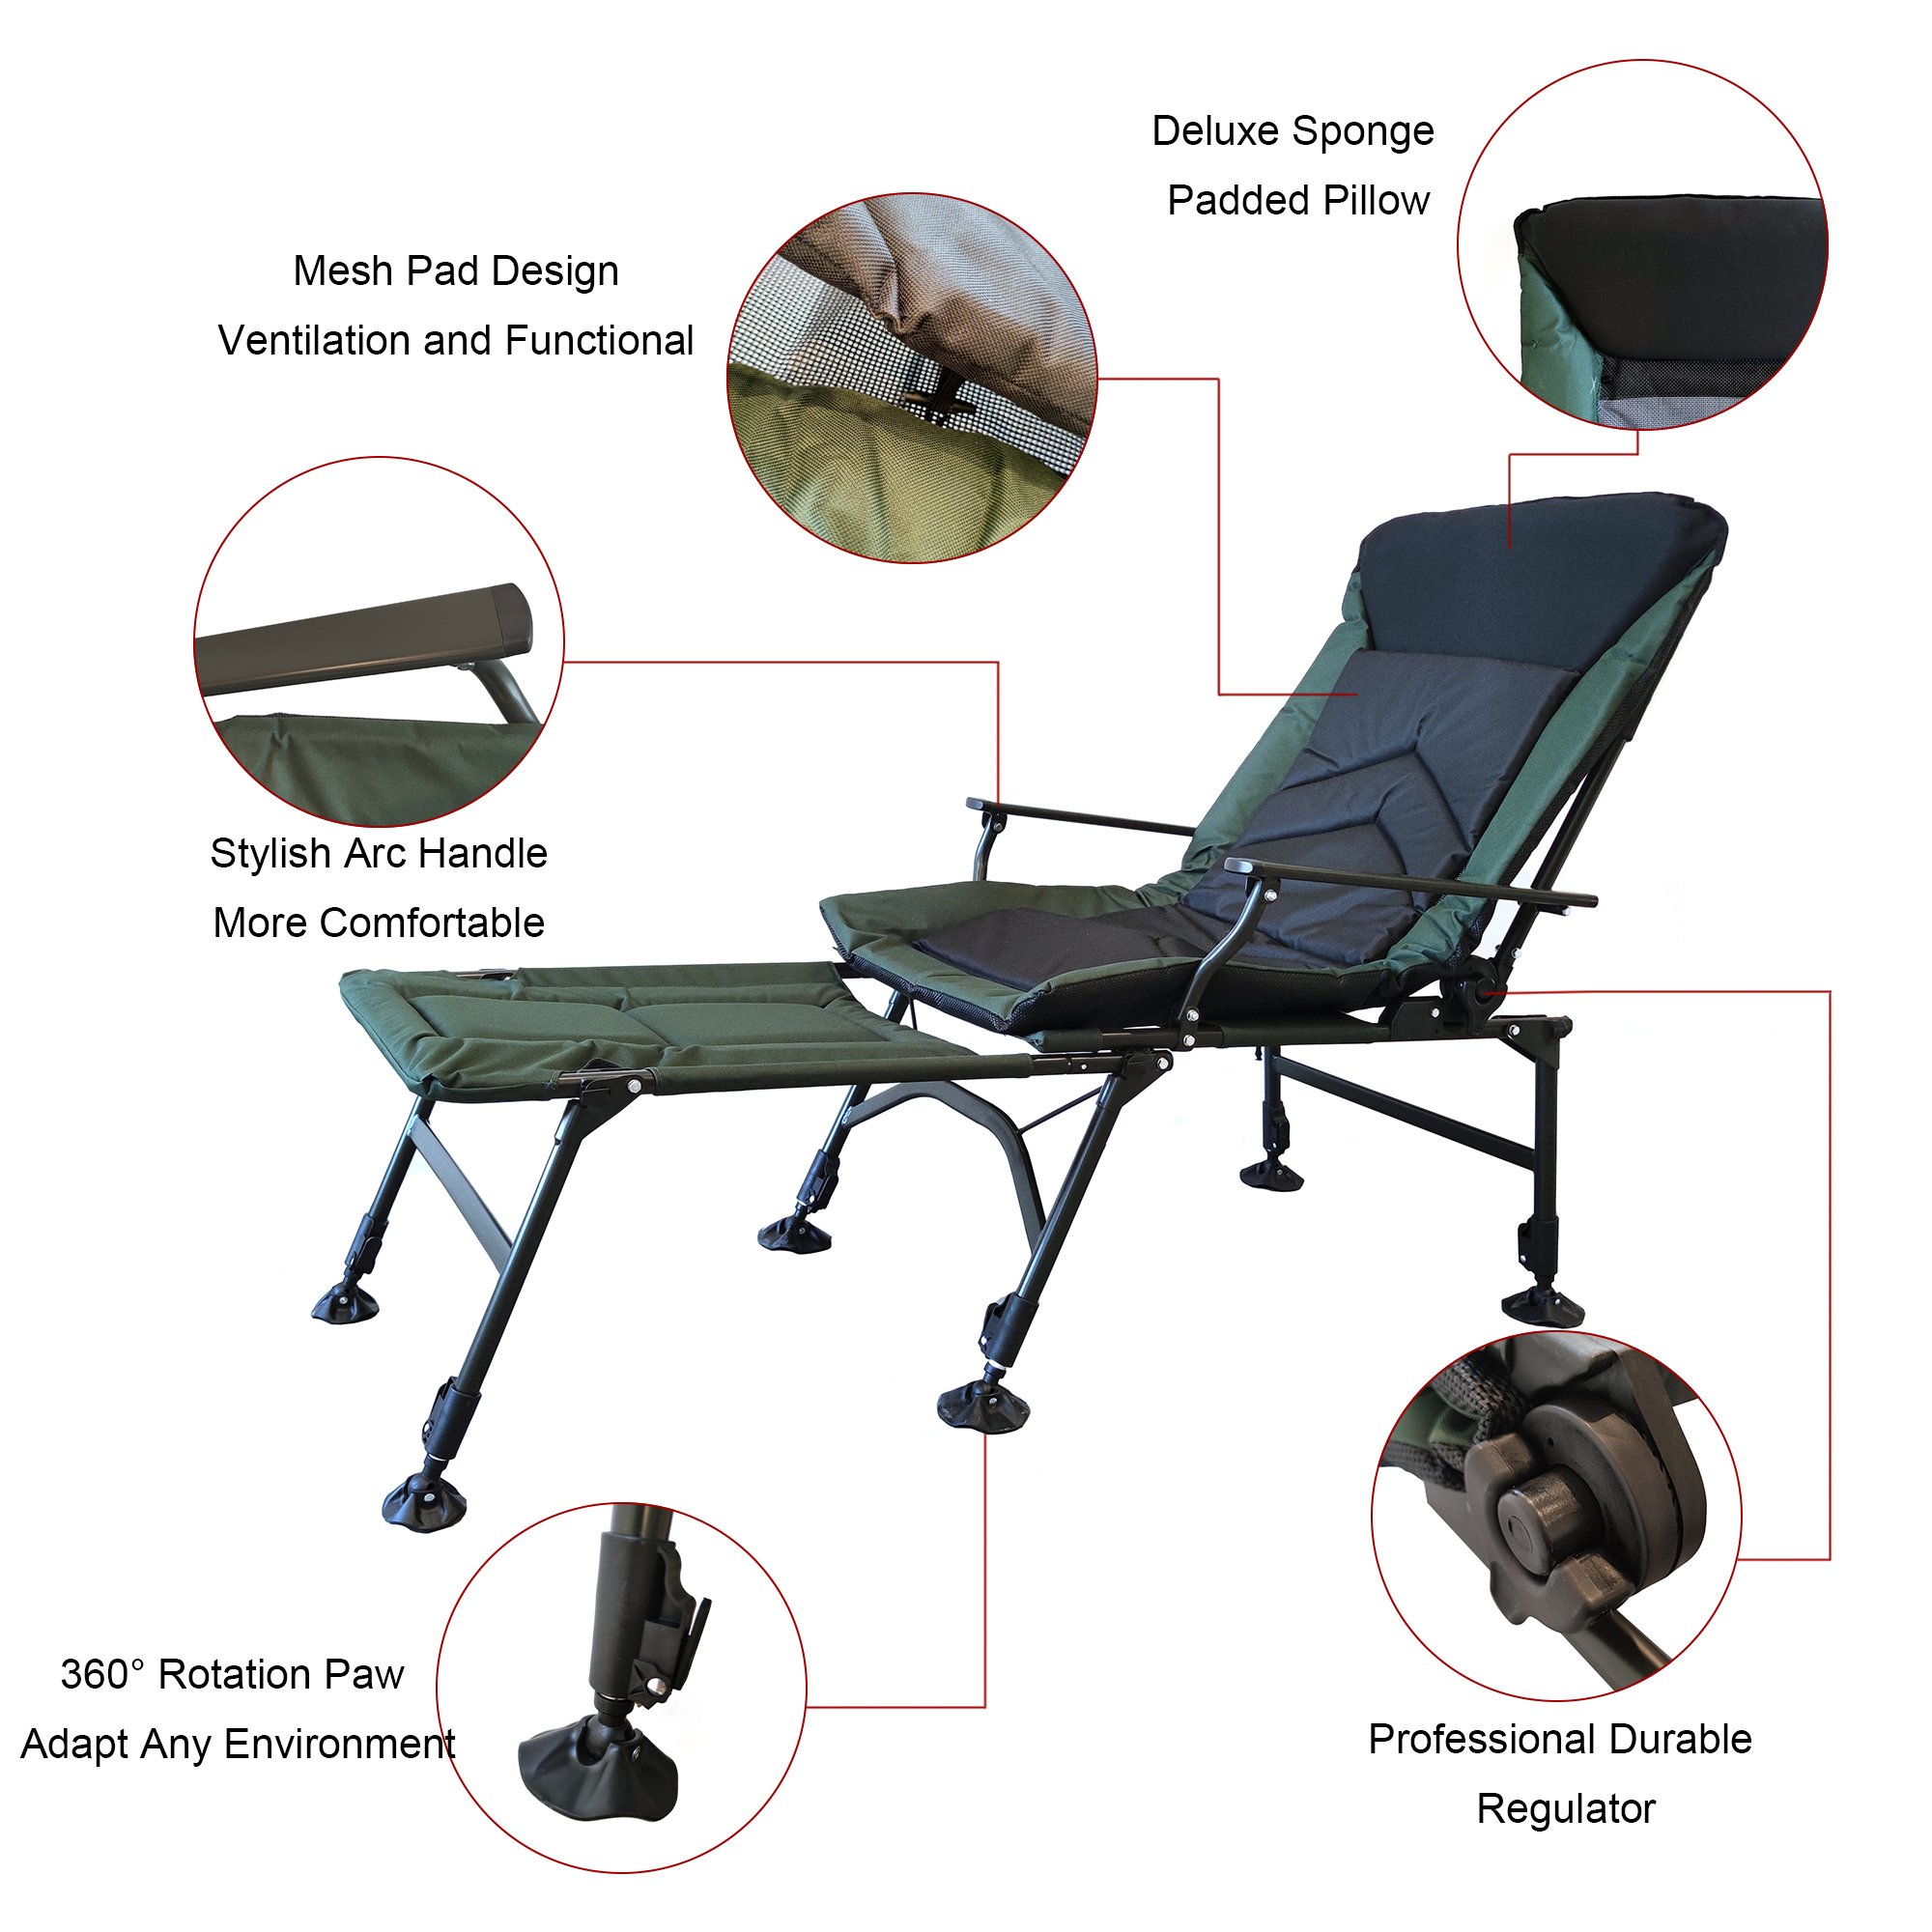 Deluxe Sponge
Padded Pillow
Mesh Pad Design
Ventilation and Functional
Stylish Arc Handle
More Comfortable
360° Rotation Paw
Adapt Any Environment
Professional Durable
Regulator